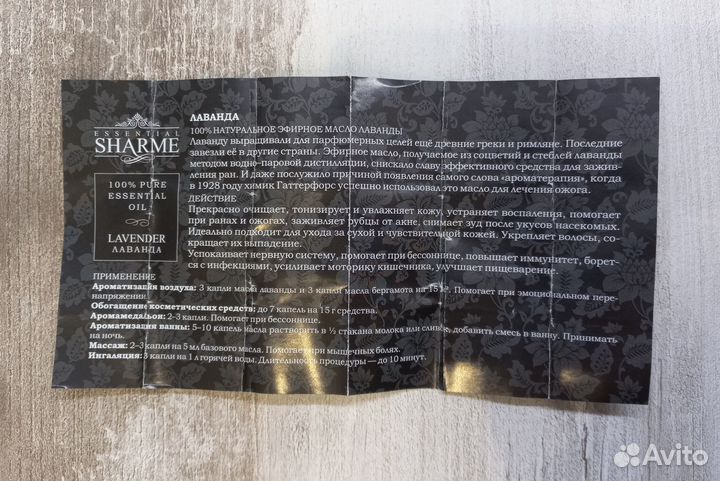 ESSENTIAL
SHARME
100% PURE
ESSENTIAL
OIL
LAVENDER
ЛАВАНДА
ЛАВАНДА
100% НАТУРАЛЬНОЕ ЭФИРНОЕ МАСЛО ЛАВАНДЫ
Лаванду выращивали для парфюмерных целей ещё древние греки и римляне. Последние
завезли её в другие страны. Эфирное масло, получаемое из соцветий и стеблей лаванды
методом водно-паровой дистилляции, снискало славу эффективного средства для зажив-
ления ран. И даже послужило причиной появления самого слова «ароматерапия», когда
в 1928 году химик Гаттерфорс успешно использовал это масло для лечения ожога.
ДЕЙСТВИЕ
Прекрасно очищает, тонизирует и увлажняет кожу, устраняет воспаления, помогает
при ранах и ожогах, заживляет рубцы от акне, снимает зуд после укусов насекомых.
Идеально подходит для ухода за сухой и чувствительной кожей. Укрепляет волосы, со-
кращает их выпадение.
Успокаивает нервную систему, помогает при бессоннице, повышает иммунитет, борет-
ся с инфекциями, усиливает моторику кишечника, улучшает пищеварение.
ПРИМЕНЕНИЕ
Ароматизация воздуха: 3 капли масла лаванды и 3 капли масла бергамота на 15 м². Помогает при эмоциональном пере-
напряжении.
Обогащение косметических средств: до 7 капель на 15 г средства.
Аромамедальон: 2–3 капли. Помогает при бессоннице.
Ароматизация ванны: 5–10 капель масла растворить в ½ стакана молока или сливок, добавить смесь в ванну. Принимать
на ночь.
Массаж: 2–3 капли на 5 мл базового масла. Помогает при мышечных болях.
Ингаляция: 3 капли на 1 л горячей воды. Длительность процедуры — до 10 минут.
Avito